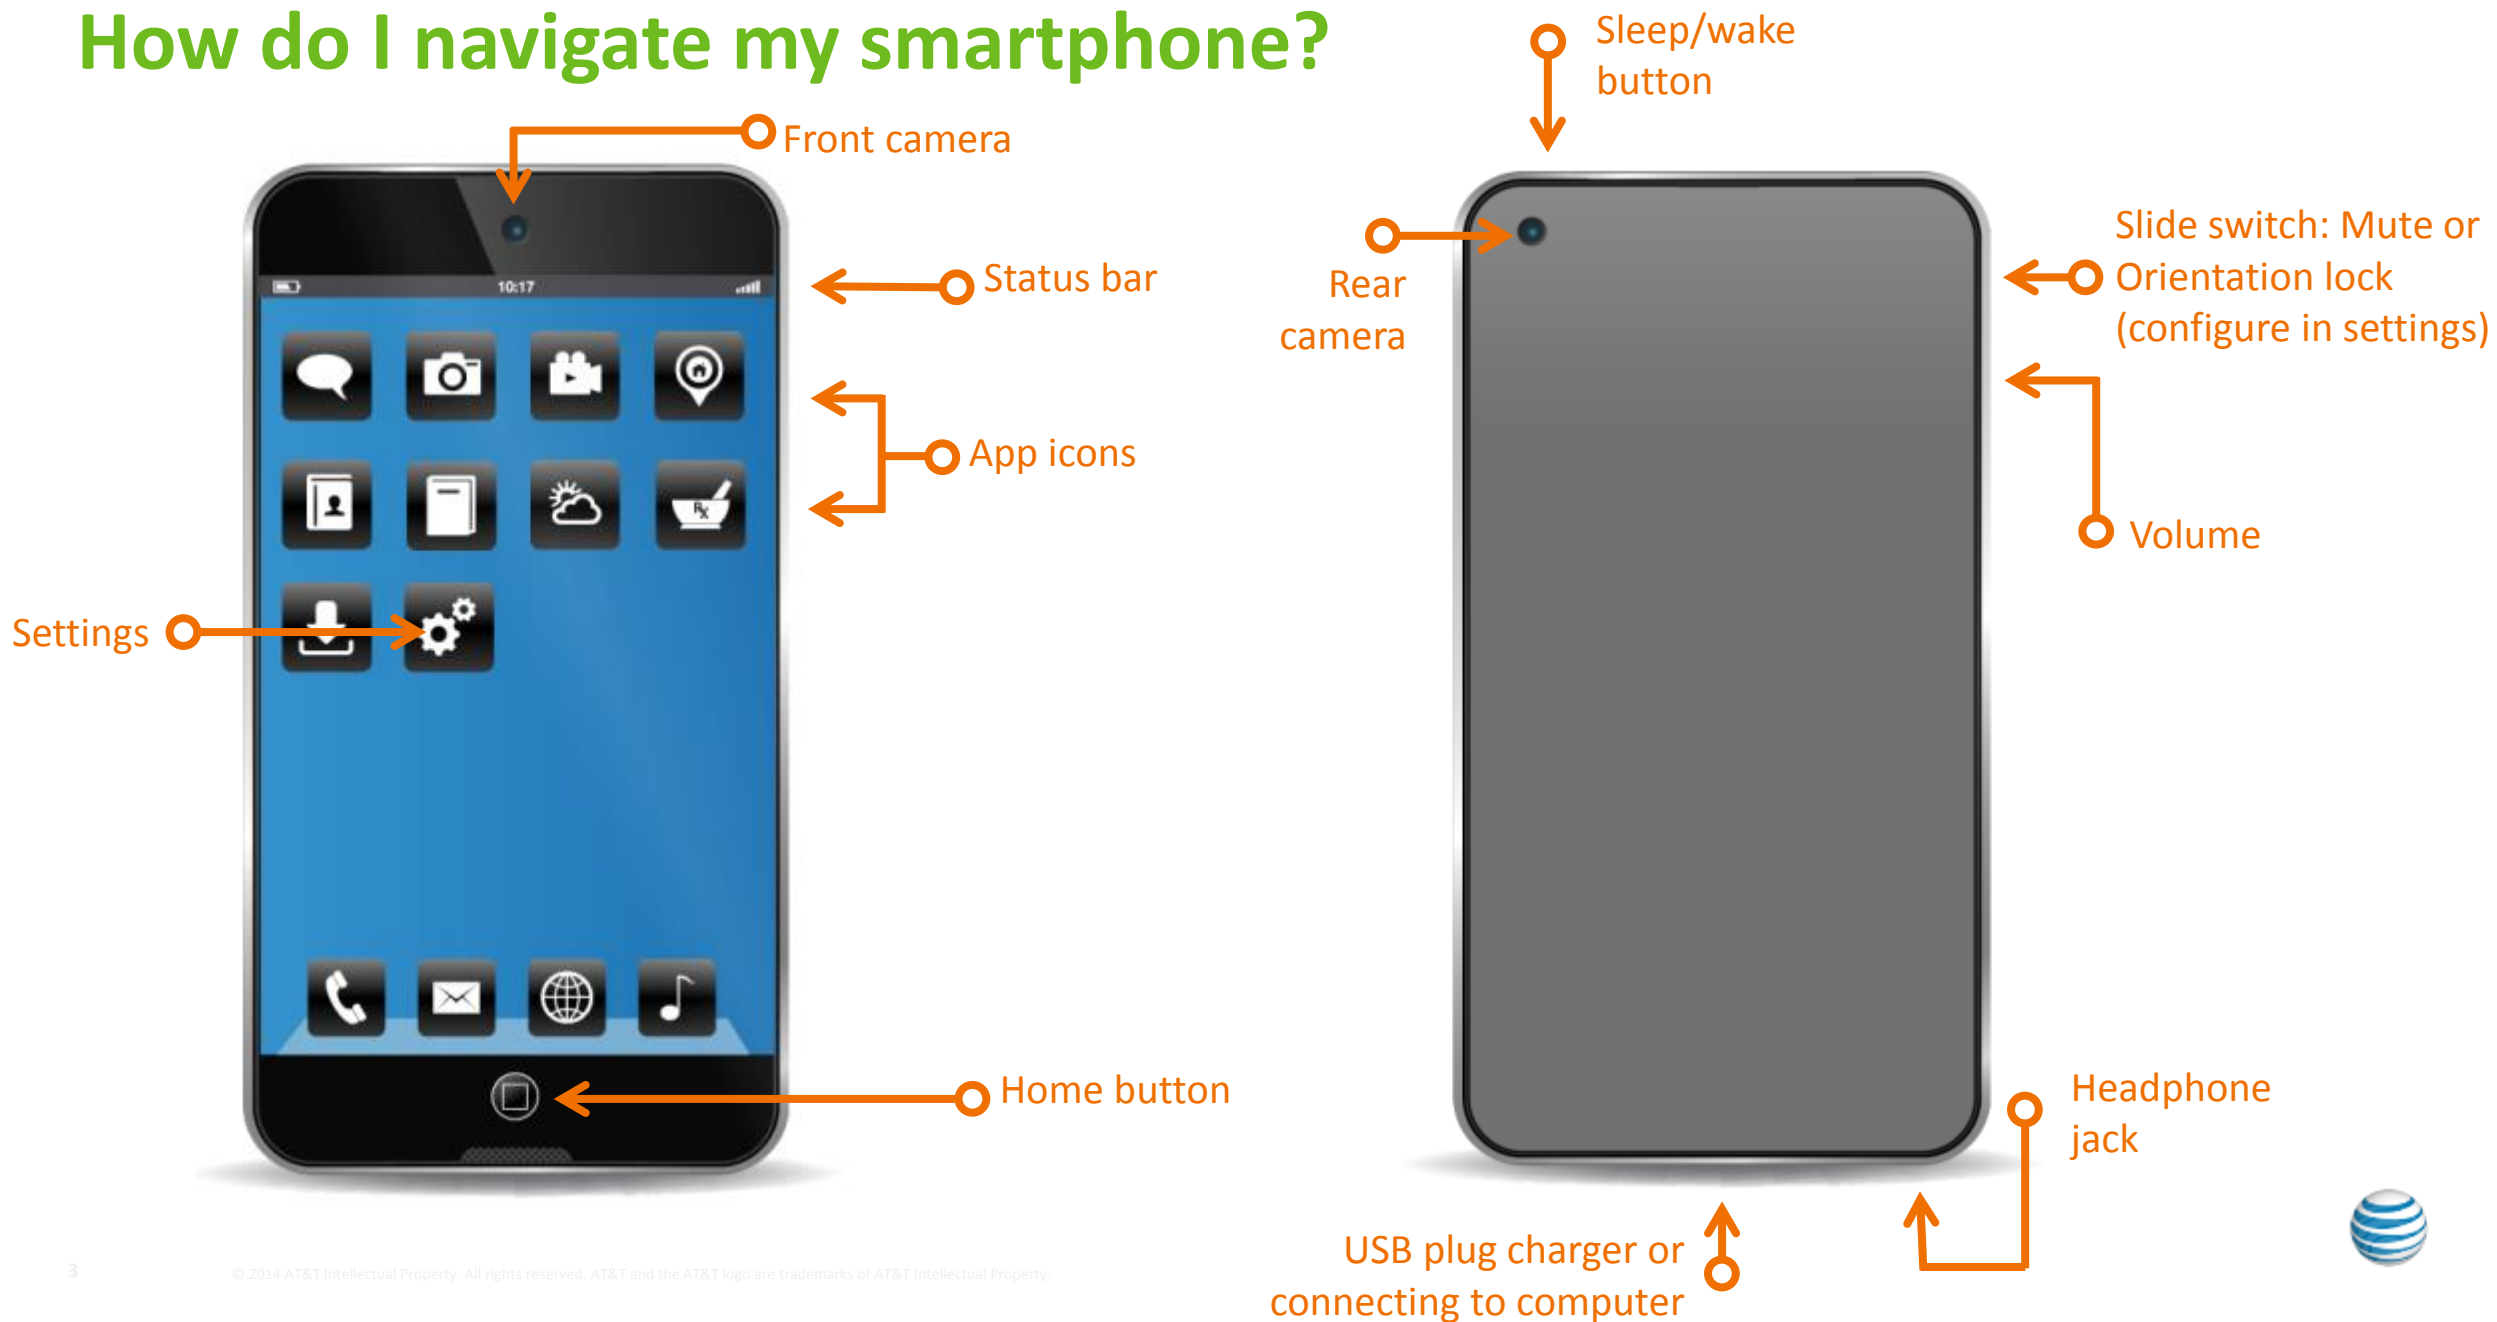 How do I navigate my smartphone?
Front camera
10:17
Status bar
App icons
Settings
Rx
Home button
Sleep/wake
button
Rear
camera
Slide switch: Mute or
Orientation lock
(configure in settings)
Volume
Headphone
jack
USB plug charger or
connecting to computer
3
© 2014 AT&T Intellectual Property. All rights reserved. AT&T and the AT&T logo are trademarks of AT&T Intellectual Property.